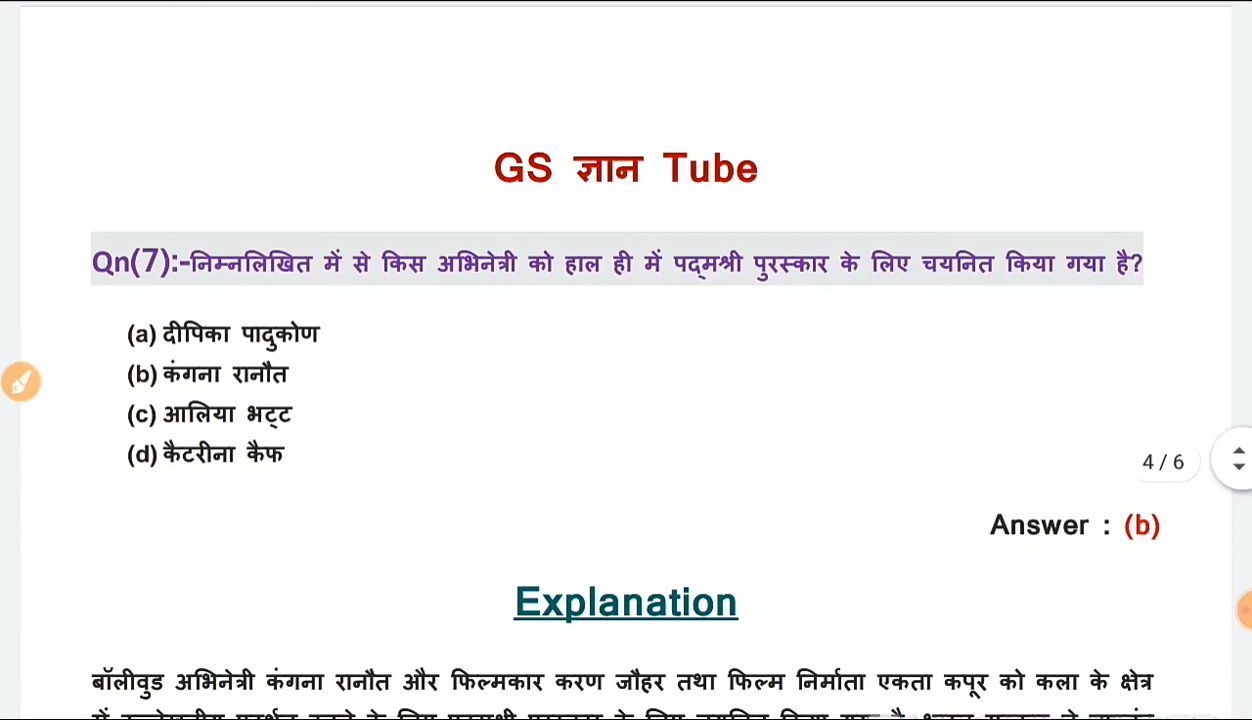 GS ज्ञान Tube
Qn(7):-निम्नलिखित में से किस अभिनेत्री को हाल ही में पद्मश्री पुरस्कार के लिए चयनित किया गया है?
(a) दीपिका पादुकोण
(b) कंगना रानौत
(c) आलिया भट्ट
(d) कैटरीना कैफ
4 / 6
Answer : (b)
Explanation
बॉलीवुड अभिनेत्री कंगना रानौत और फिल्मकार करण जौहर तथा फिल्म निर्माता एकता कपूर को कला के क्षेत्र